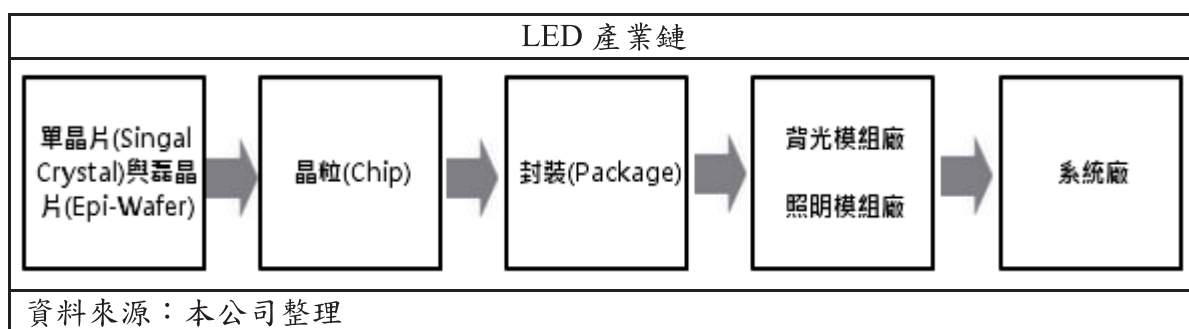 LED 產業鏈
單晶片(Singal
Crystal)與磊晶
片(Epi-Wafer)
晶粒(Chip)
封裝(Package)
背光模組廠
照明模組廠
系統廠
資料來源：本公司整理